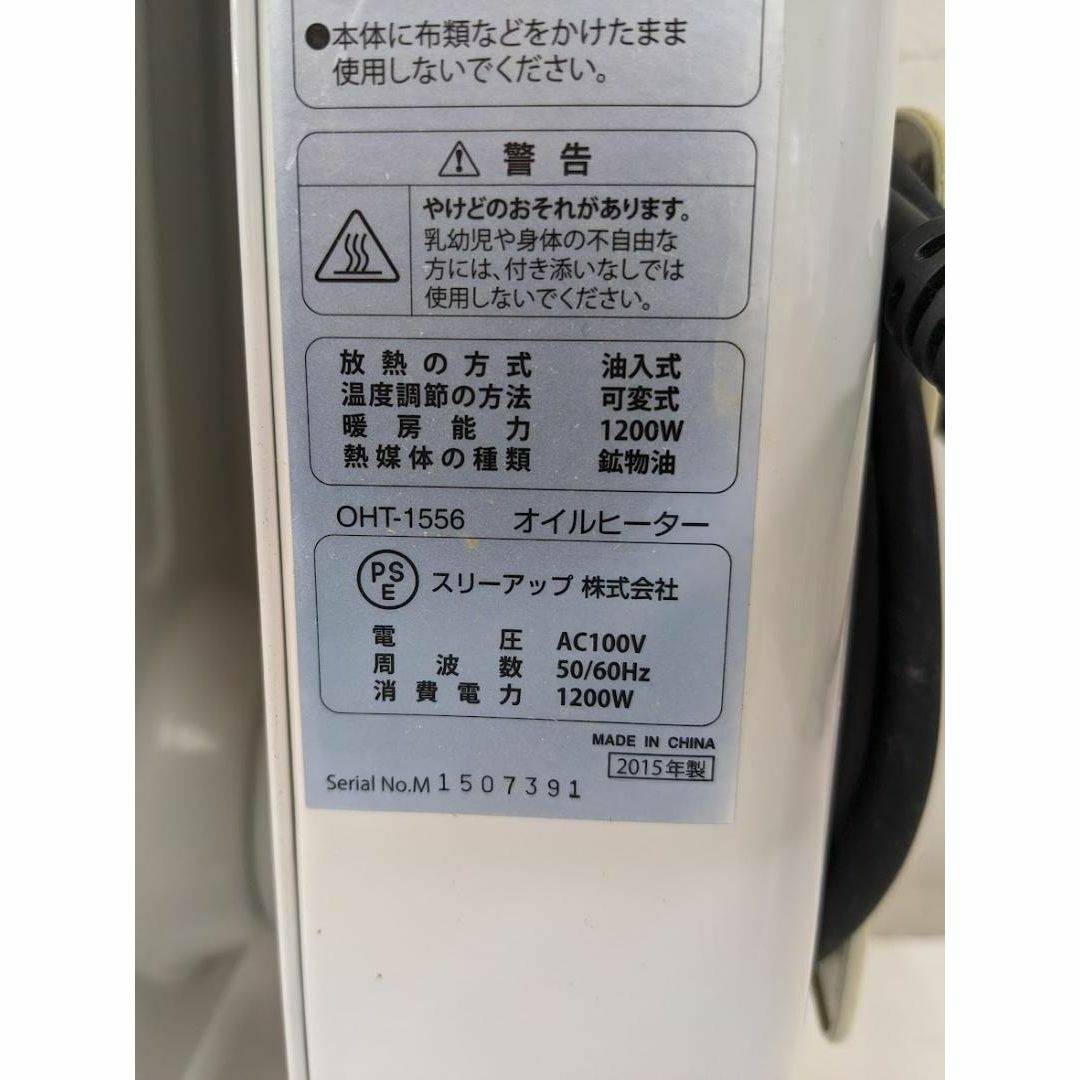 ●本体に布類などをかけたまま
使用しないでください。
警告
やけどのおそれがあります。
乳幼児や身体の不自由な
方には、付き添いなしでは
使用しないでください。
放熱の方式 油入式
温度調節の方法 可変式
暖房能力 1200W
熱媒体の種類 鉱物油
OHT-1556 オイルヒーター
PSE スリーアップ 株式会社
電圧 AC100V
周波数 50/60Hz
消費電力 1200W
MADE IN CHINA
2015年製
Serial No.M 1507391